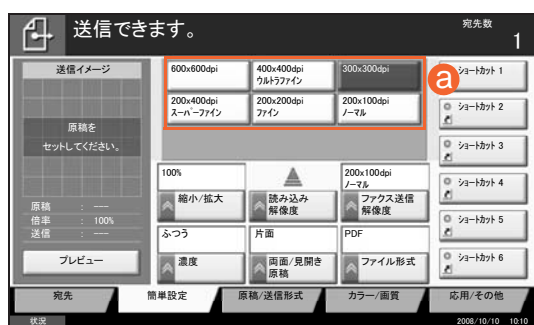 送信できます。
宛先数
1
送信イメージ
原稿を
セットしてください。
原稿 : ---
倍率 : 100%
送信 : ---
プレビュー
600x600dpi
400x400dpi
ウルトラファイン
300x300dpi
200x400dpi
スーパーファイン
200x200dpi
ファイン
200x100dpi
ノーマル
a
100%
縮小/拡大
読み込み
解像度
200x100dpi
ノーマル
ファクス送信
解像度
ふつう
濃度
片面
両面/見開き
原稿
PDF
ファイル形式
ショートカット 1
ショートカット 2
ショートカット 3
ショートカット 4
ショートカット 5
ショートカット 6
宛先
簡単設定
原稿/送信形式
カラー/画質
応用/その他
状況
2008/10/10 10:10